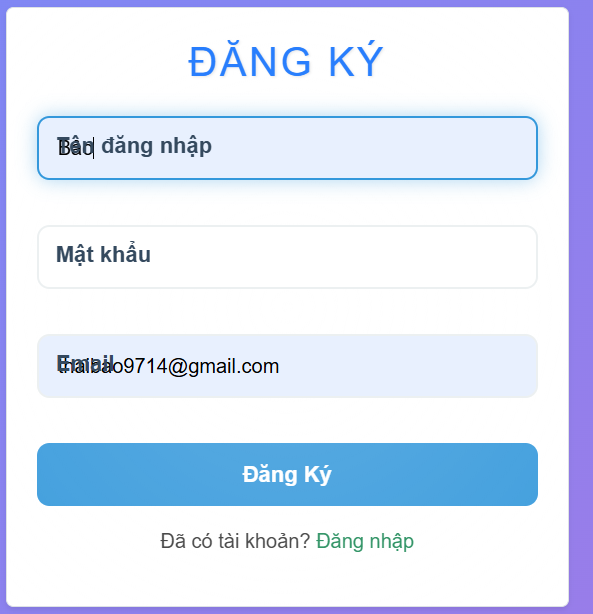 ĐĂNG KÝ
Tên đăng nhập
Bao
Mật khẩu
Email
thaibao9714@gmail.com
Đăng Ký
Đã có tài khoản? Đăng nhập